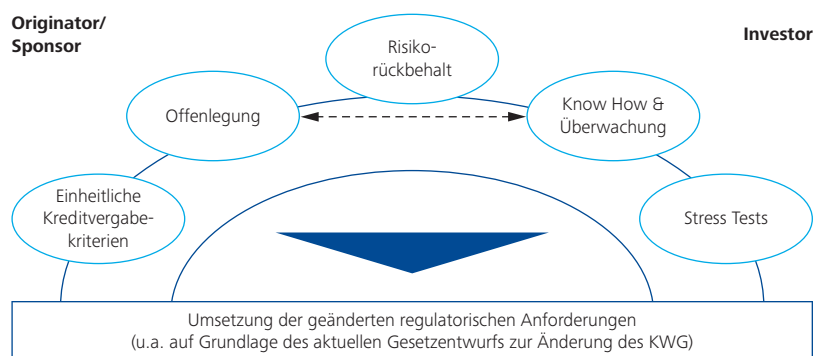 Originator/
Sponsor
Investor
Risiko-
rückbehalt
Offenlegung
Know How &
Überwachung
Einheitliche
Kreditvergabe-
kriterien
Stress Tests
Umsetzung der geänderten regulatorischen Anforderungen
(u.a. auf Grundlage des aktuellen Gesetzentwurfs zur Änderung des KWG)